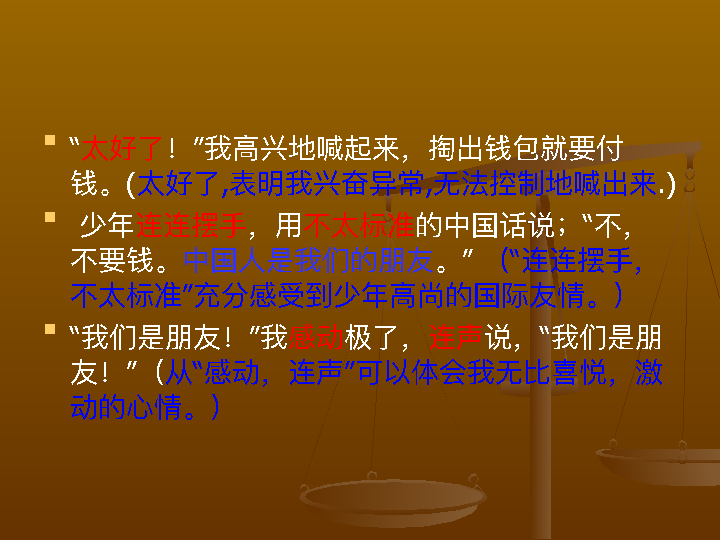 “太好了！”我高兴地喊起来，掏出钱包就要付
钱。(太好了,表明我兴奋异常,无法控制地喊出来.)
少年连连摆手，用不太标准的中国话说；“不，
不要钱。中国人是我们的朋友。”（“连连摆手，
不太标准”充分感受到少年高尚的国际友情。）
“我们是朋友！”我感动极了，连声说，“我们是朋
友！”（从“感动，连声”可以体会我无比喜悦，激
动的心情。）